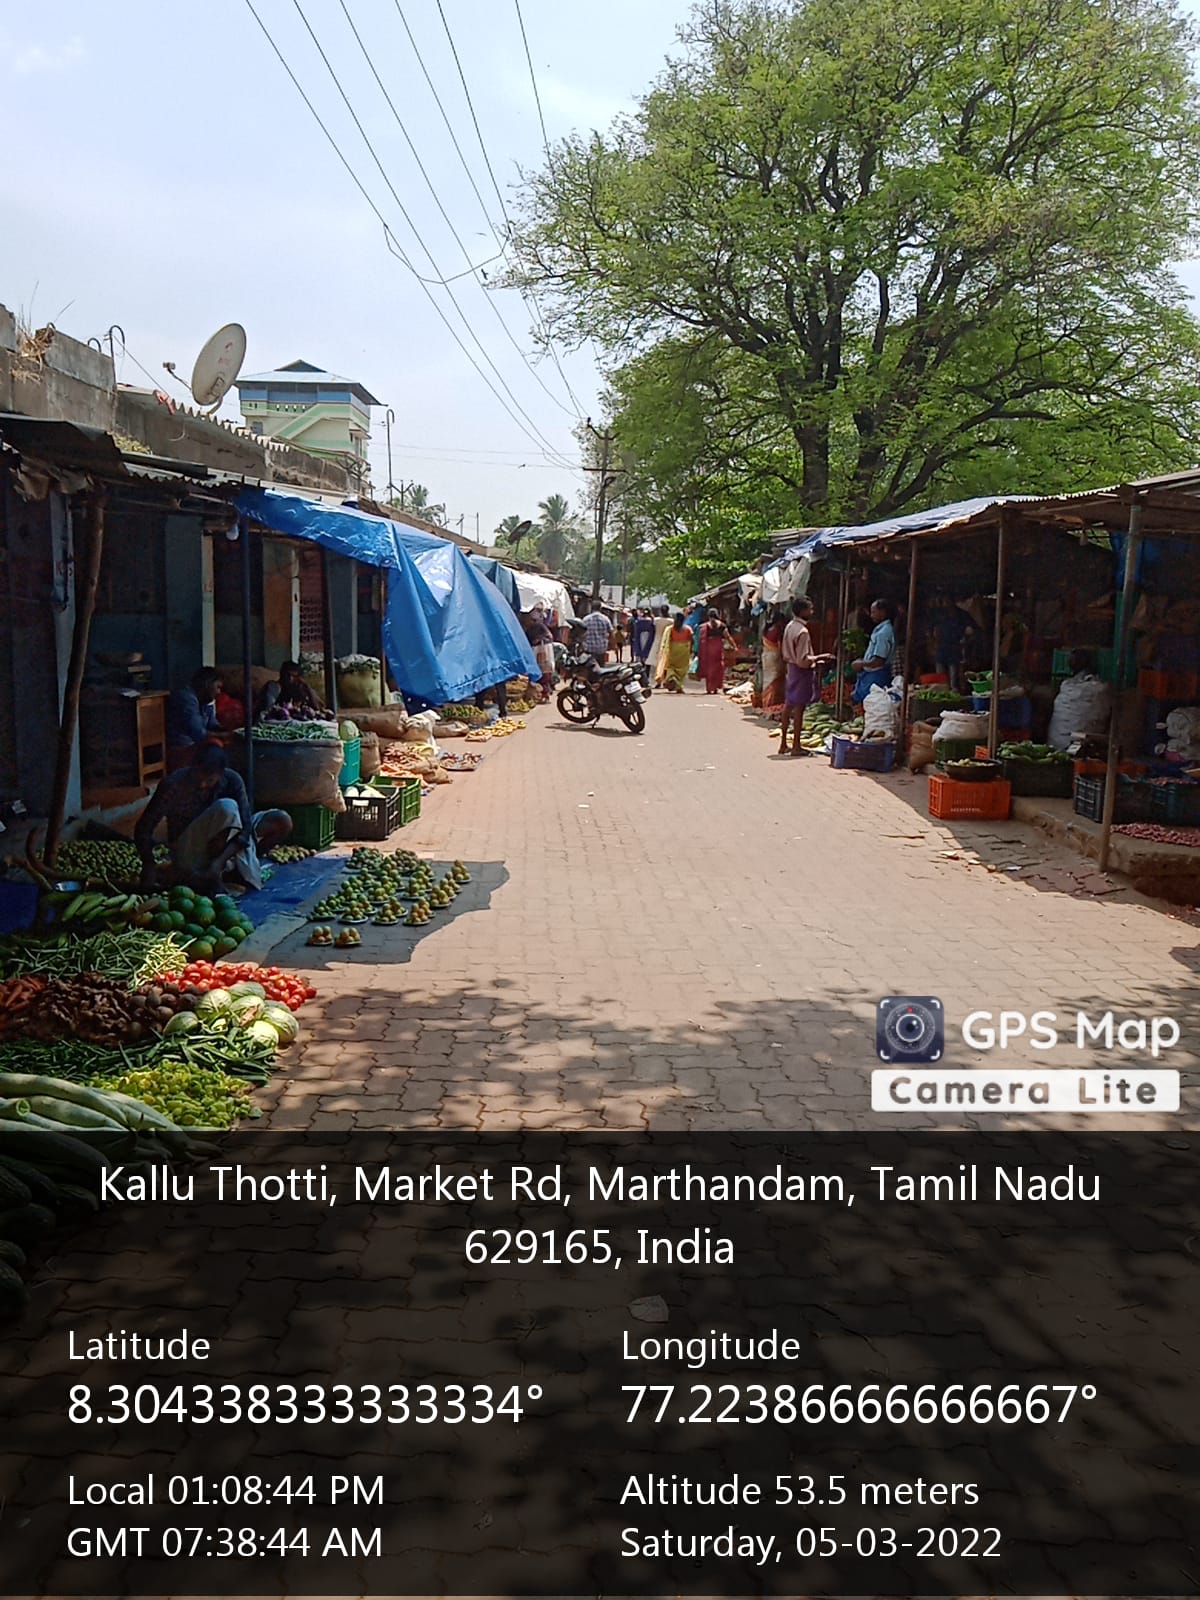 GPS Map
Camera Lite
Kallu Thotti, Market Rd, Marthandam, Tamil Nadu
629165, India
Latitude
8.304338333333334°
Longitude
77.22386666666667°
Local 01:08:44 PM
GMT 07:38:44 AM
Altitude 53.5 meters
Saturday, 05-03-2022